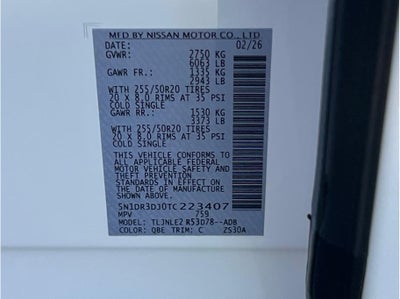 MFD BY NISSAN MOTOR CO., LTD
DATE: 02/26
GVWR: 2750 KG
6063 LB
GAWR FR.: 1335 KG
2943 LB
WITH 255/50R20 TIRES
20 X 8.0 RIMS AT 35 PSI
COLD SINGLE
GAWR RR.: 1530 KG
3373 LB
WITH 255/50R20 TIRES
20 X 8.0 RIMS AT 35 PSI
COLD SINGLE
THIS VEHICLE CONFORMS TO
ALL APPLICABLE FEDERAL
MOTOR VEHICLE SAFETY AND
THEFT PREVENTION
STANDARDS IN EFFECT ON
THE DATE OF MANUFACTURE
SHOWN ABOVE.
5N1DR3DJ0TC223407
MPV 759
MODEL: TLJNLE2 R53D78--ADB
COLOR: QBE TRIM: C ZS30A